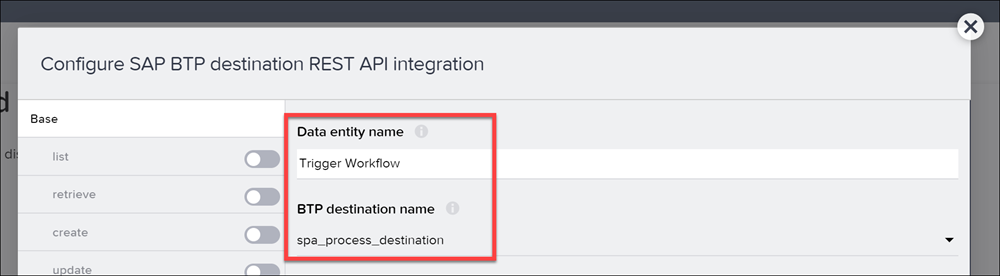 Configure SAP BTP destination REST API integration
Base
list
retrieve
create
update
Data entity name
Trigger Workflow
BTP destination name
spa_process_destination
d
dis